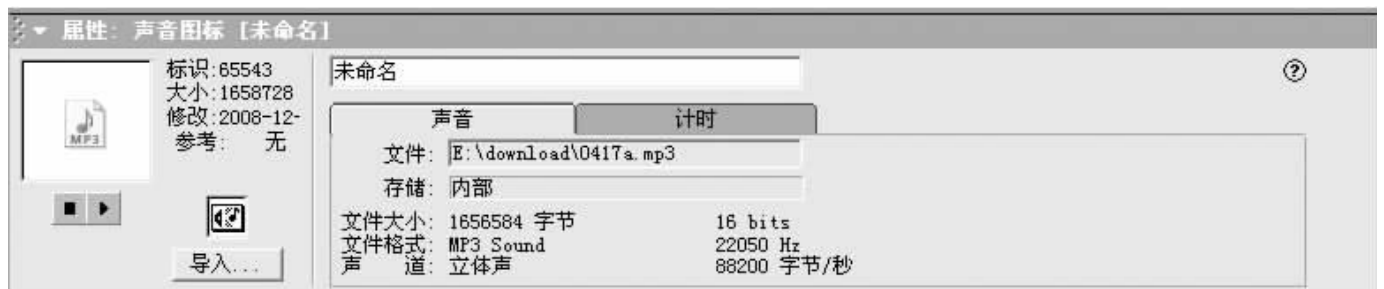 属性：声音图标 [未命名]
标识:65543
大小:1658728
修改:2008-12-
参考: 无
MP3
导入...
未命名
声音 计时
文件: E:\download\0417a.mp3
存储: 内部
文件大小: 1656584 字节 16 bits
文件格式: MP3 Sound 22050 Hz
声 道: 立体声 88200 字节/秒
?